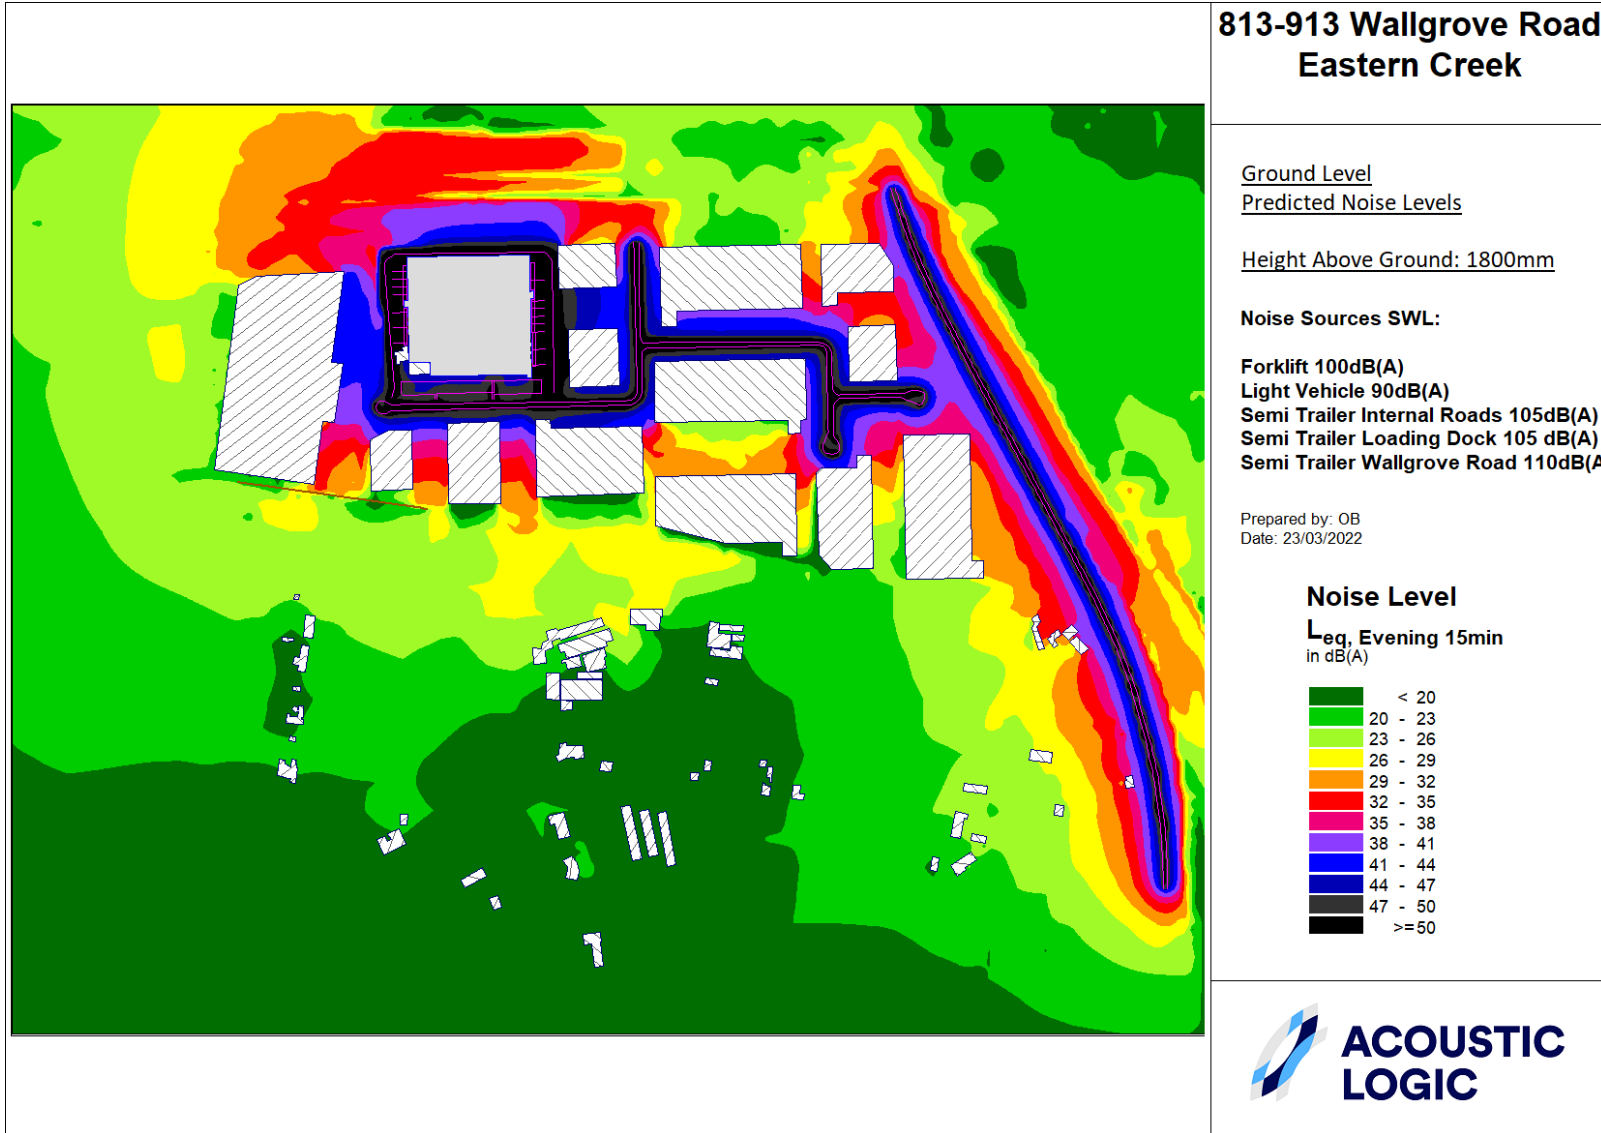 813-913 Wallgrove Road
Eastern Creek
Ground Level
Predicted Noise Levels
Height Above Ground: 1800mm
Noise Sources SWL:
Forklift 100dB(A)
Light Vehicle 90dB(A)
Semi Trailer Internal Roads 105dB(A)
Semi Trailer Loading Dock 105 dB(A)
Semi Trailer Wallgrove Road 110dB(A
Prepared by: OB
Date: 23/03/2022
Noise Level
Leq, Evening 15min
in dB(A)
< 20
20 - 23
23 - 26
26 - 29
29 - 32
32 - 35
35 - 38
38 - 41
41 - 44
44 - 47
47 - 50
>=50
ACOUSTIC
LOGIC